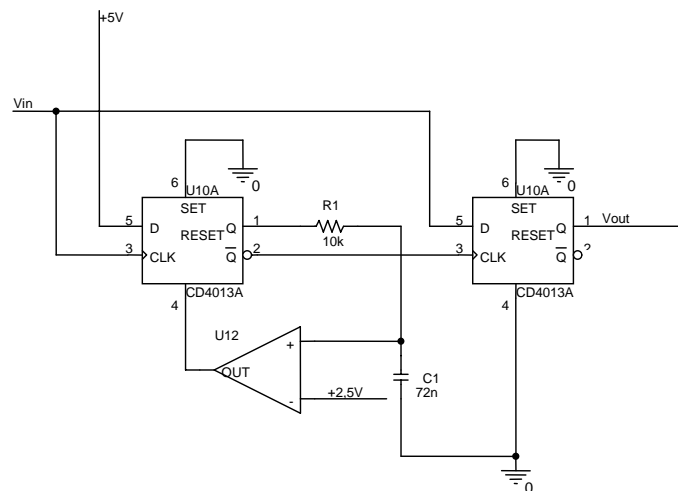 +5V
Vin
6
0
U10A
SET
5
D
Q
1
RESET
3
CLK
Q
2
4
CD4013A
R1
10k
6
0
U10A
SET
5
D
Q
1
Vout
RESET
3
CLK
Q
4
CD4013A
U12
OUT
+
-
+2,5V
C1
72n
0